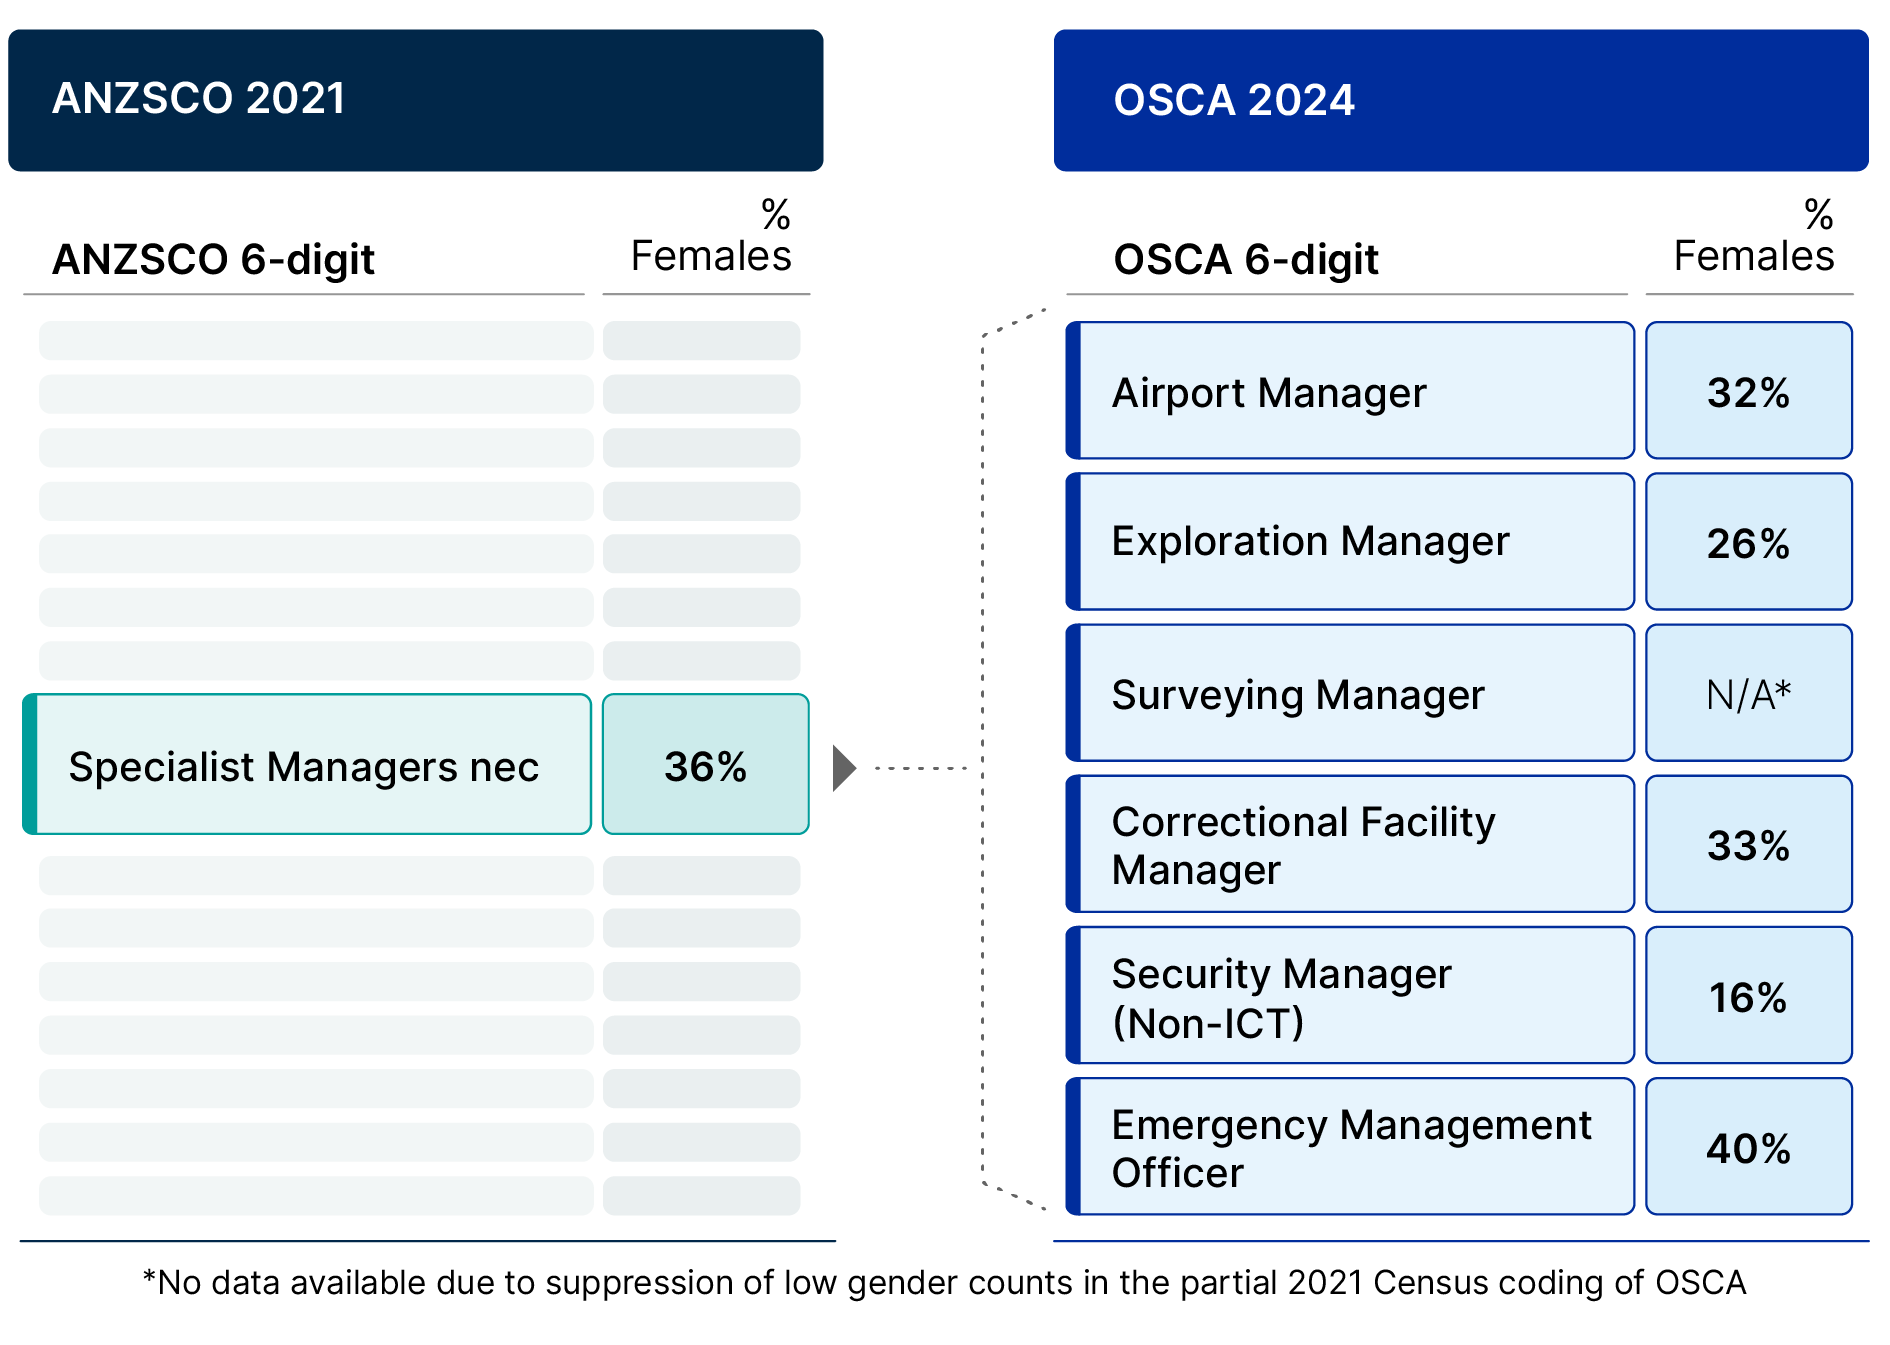 ANZSCO 2021
ANZSCO 6-digit
%
Females
Specialist Managers nec
36%
OSCA 2024
OSCA 6-digit
%
Females
Airport Manager
32%
Exploration Manager
26%
Surveying Manager
N/A*
Correctional Facility
Manager
33%
Security Manager
(Non-ICT)
16%
Emergency Management
Officer
40%
*No data available due to suppression of low gender counts in the partial 2021 Census coding of OSCA